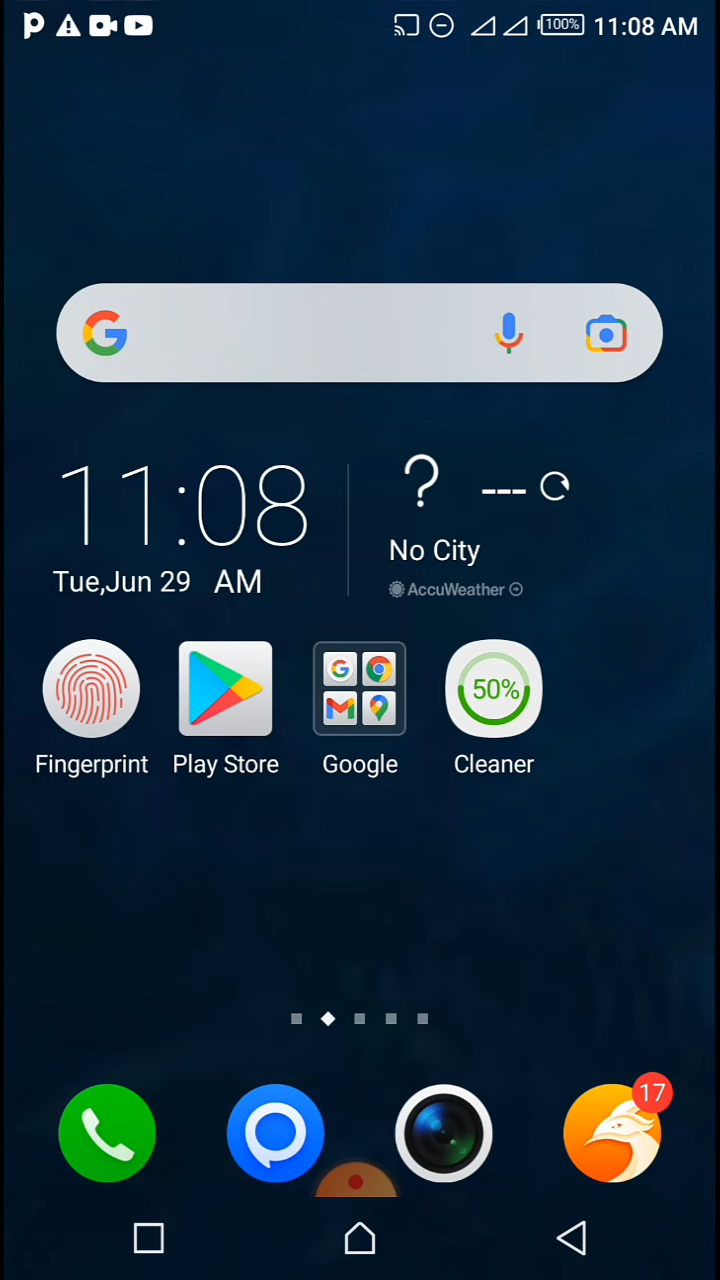 100% 11:08 AM
11:08
Tue,Jun 29 AM
? --- 
No City
AccuWeather
50%
Fingerprint Play Store Google Cleaner
17